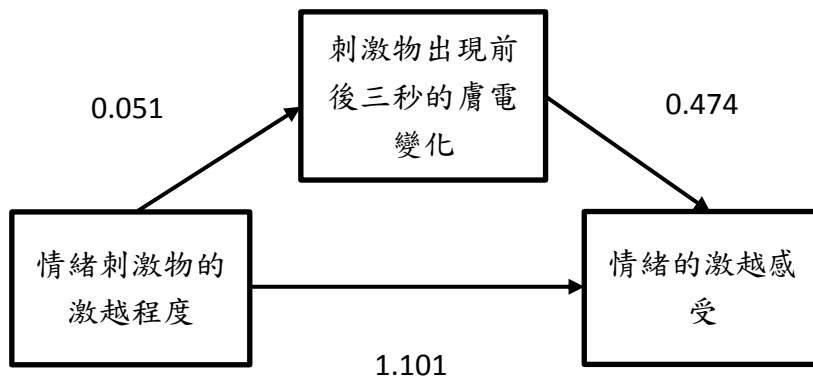 刺激物出現前
後三秒的膚電
變化
0.051
0.474
情緒刺激物的
激越程度
情緒的激越感
受
1.101